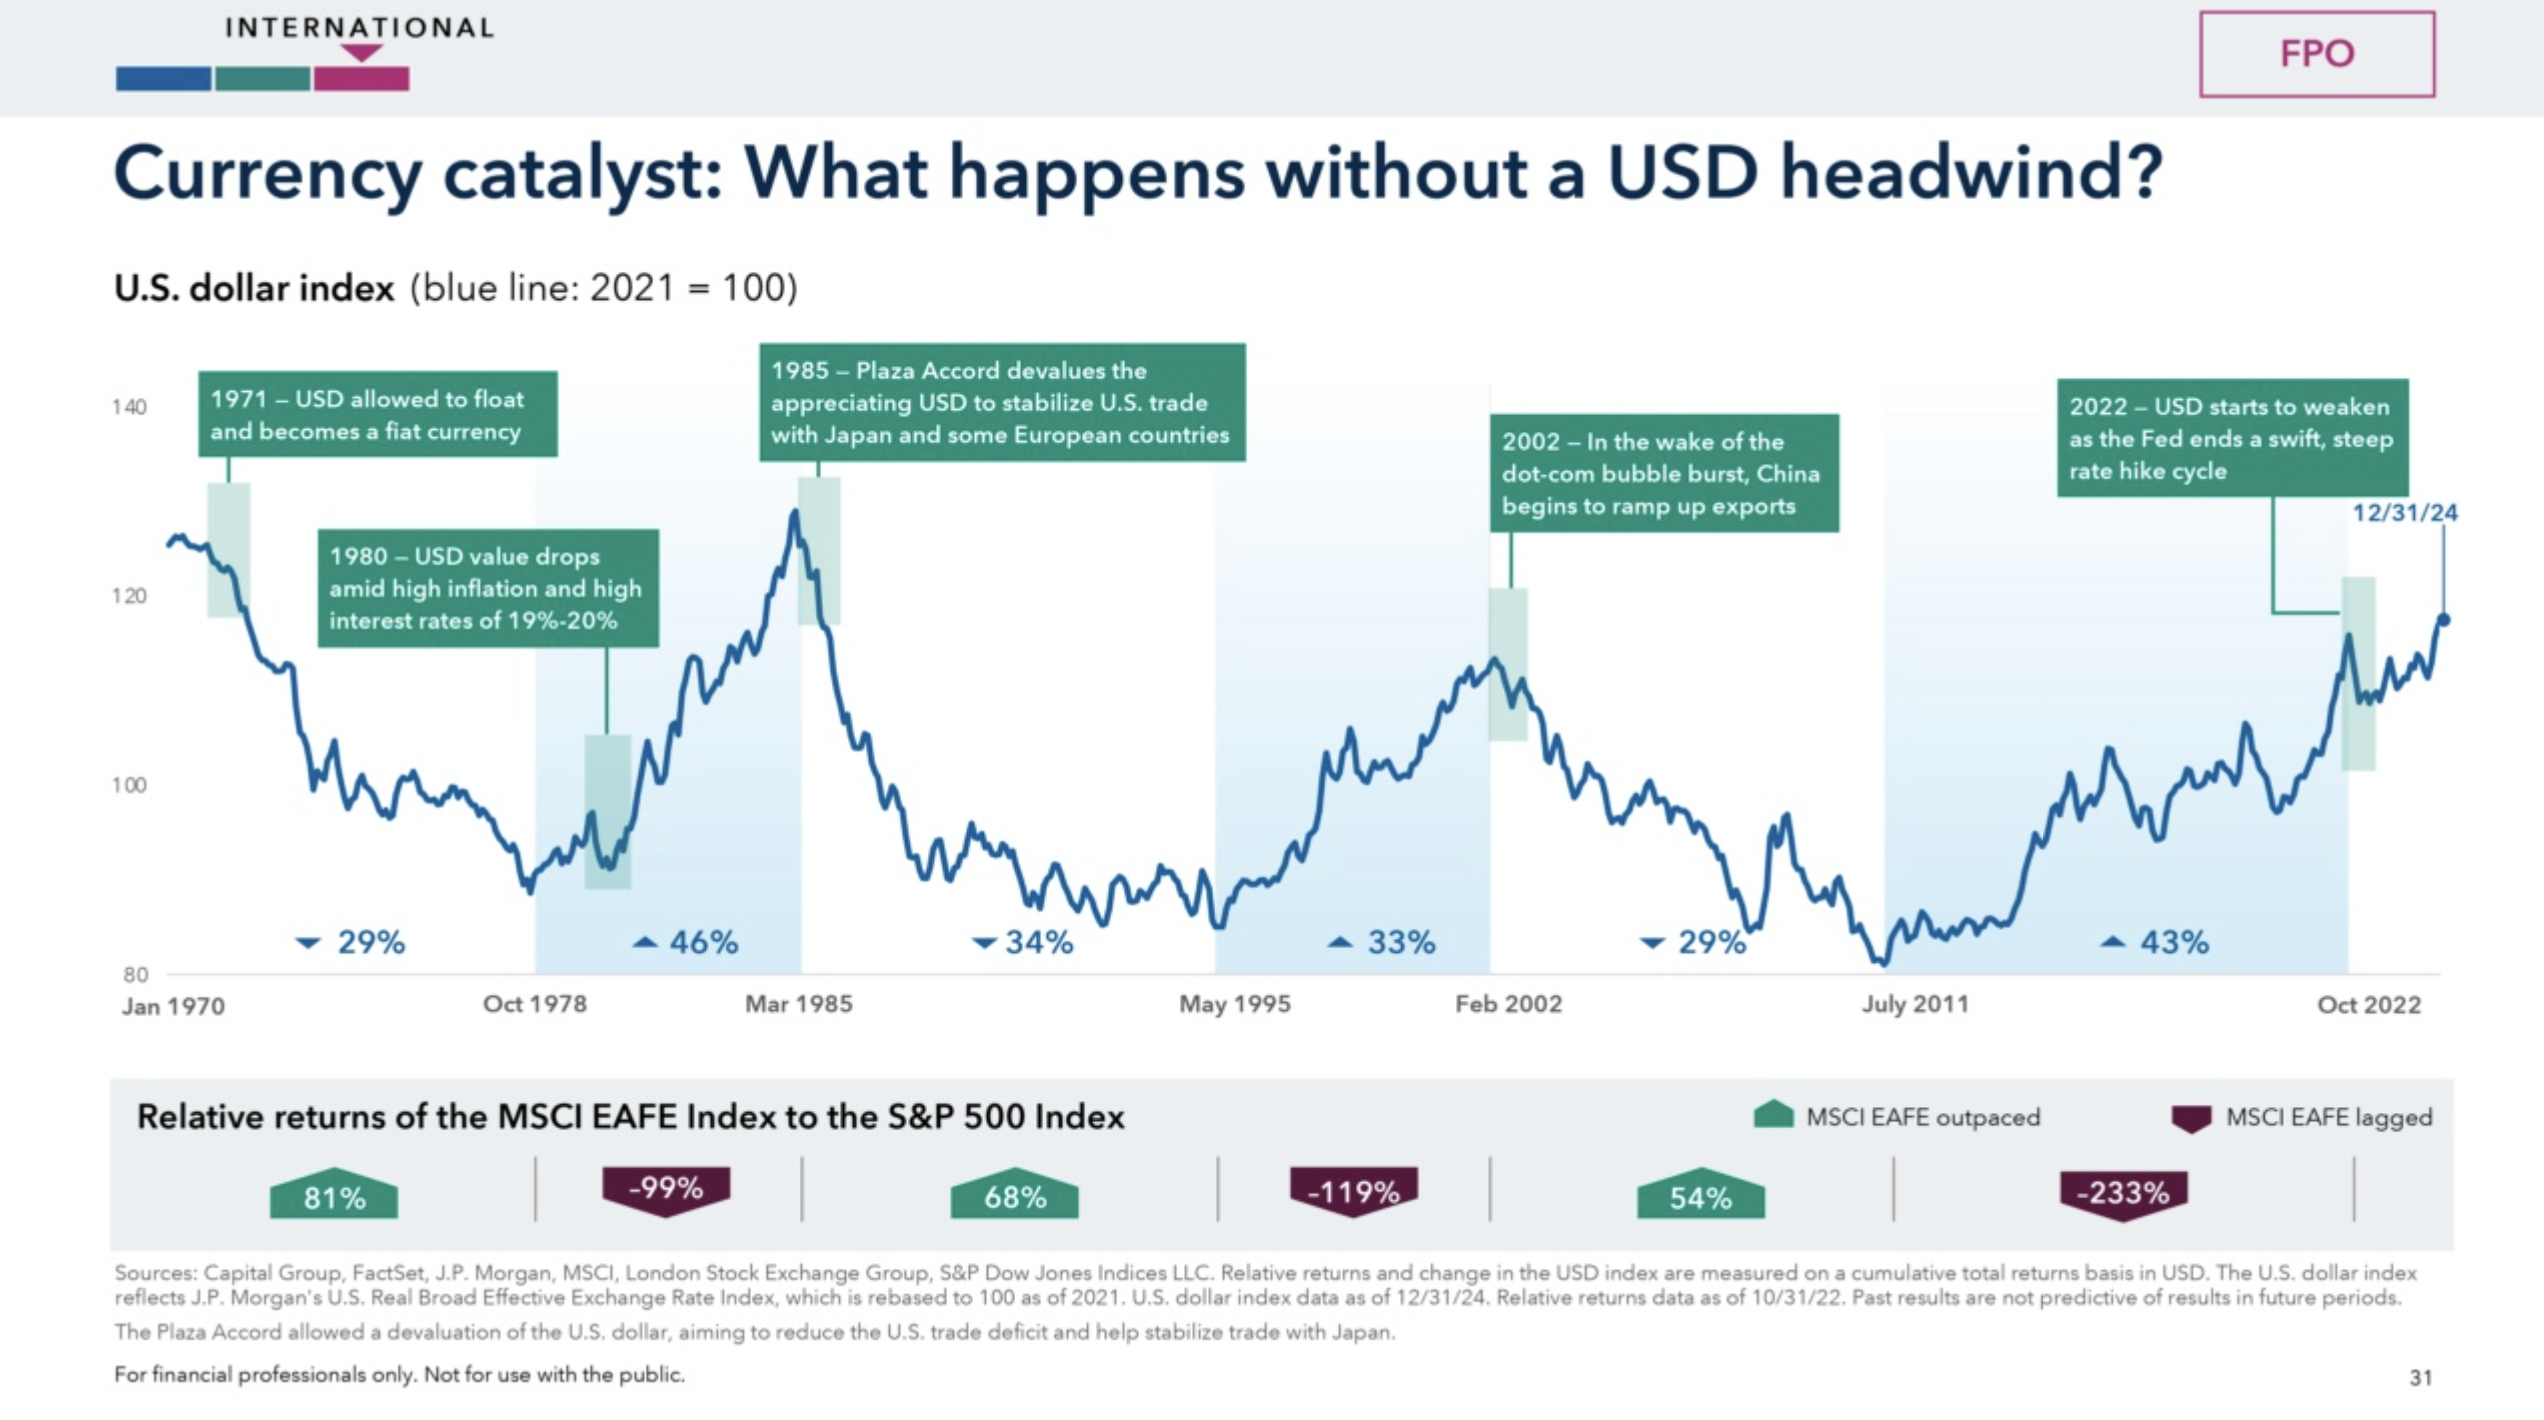 INTERNATIONAL
FPO
Currency catalyst: What happens without a USD headwind?
U.S. dollar index (blue line: 2021 = 100)
140
120
100
80
1971 – USD allowed to float
and becomes a fiat currency
1980 – USD value drops
amid high inflation and high
interest rates of 19%-20%
1985 – Plaza Accord devalues the
appreciating USD to stabilize U.S. trade
with Japan and some European countries
2002 – In the wake of the
dot-com bubble burst, China
begins to ramp up exports
2022 – USD starts to weaken
as the Fed ends a swift, steep
rate hike cycle
12/31/24
29%
46%
34%
33%
29%
43%
Jan 1970
Oct 1978
Mar 1985
May 1995
Feb 2002
July 2011
Oct 2022
Relative returns of the MSCI EAFE Index to the S&P 500 Index
MSCI EAFE outpaced
MSCI EAFE lagged
81%
-99%
68%
-119%
54%
-233%
Sources: Capital Group, FactSet, J.P. Morgan, MSCI, London Stock Exchange Group, S&P Dow Jones Indices LLC. Relative returns and change in the USD index are measured on a cumulative total returns basis in USD. The U.S. dollar index
reflects J.P. Morgan's U.S. Real Broad Effective Exchange Rate Index, which is rebased to 100 as of 2021. U.S. dollar index data as of 12/31/24. Relative returns data as of 10/31/22. Past results are not predictive of results in future periods.
The Plaza Accord allowed a devaluation of the U.S. dollar, aiming to reduce the U.S. trade deficit and help stabilize trade with Japan.
For financial professionals only. Not for use with the public.
31